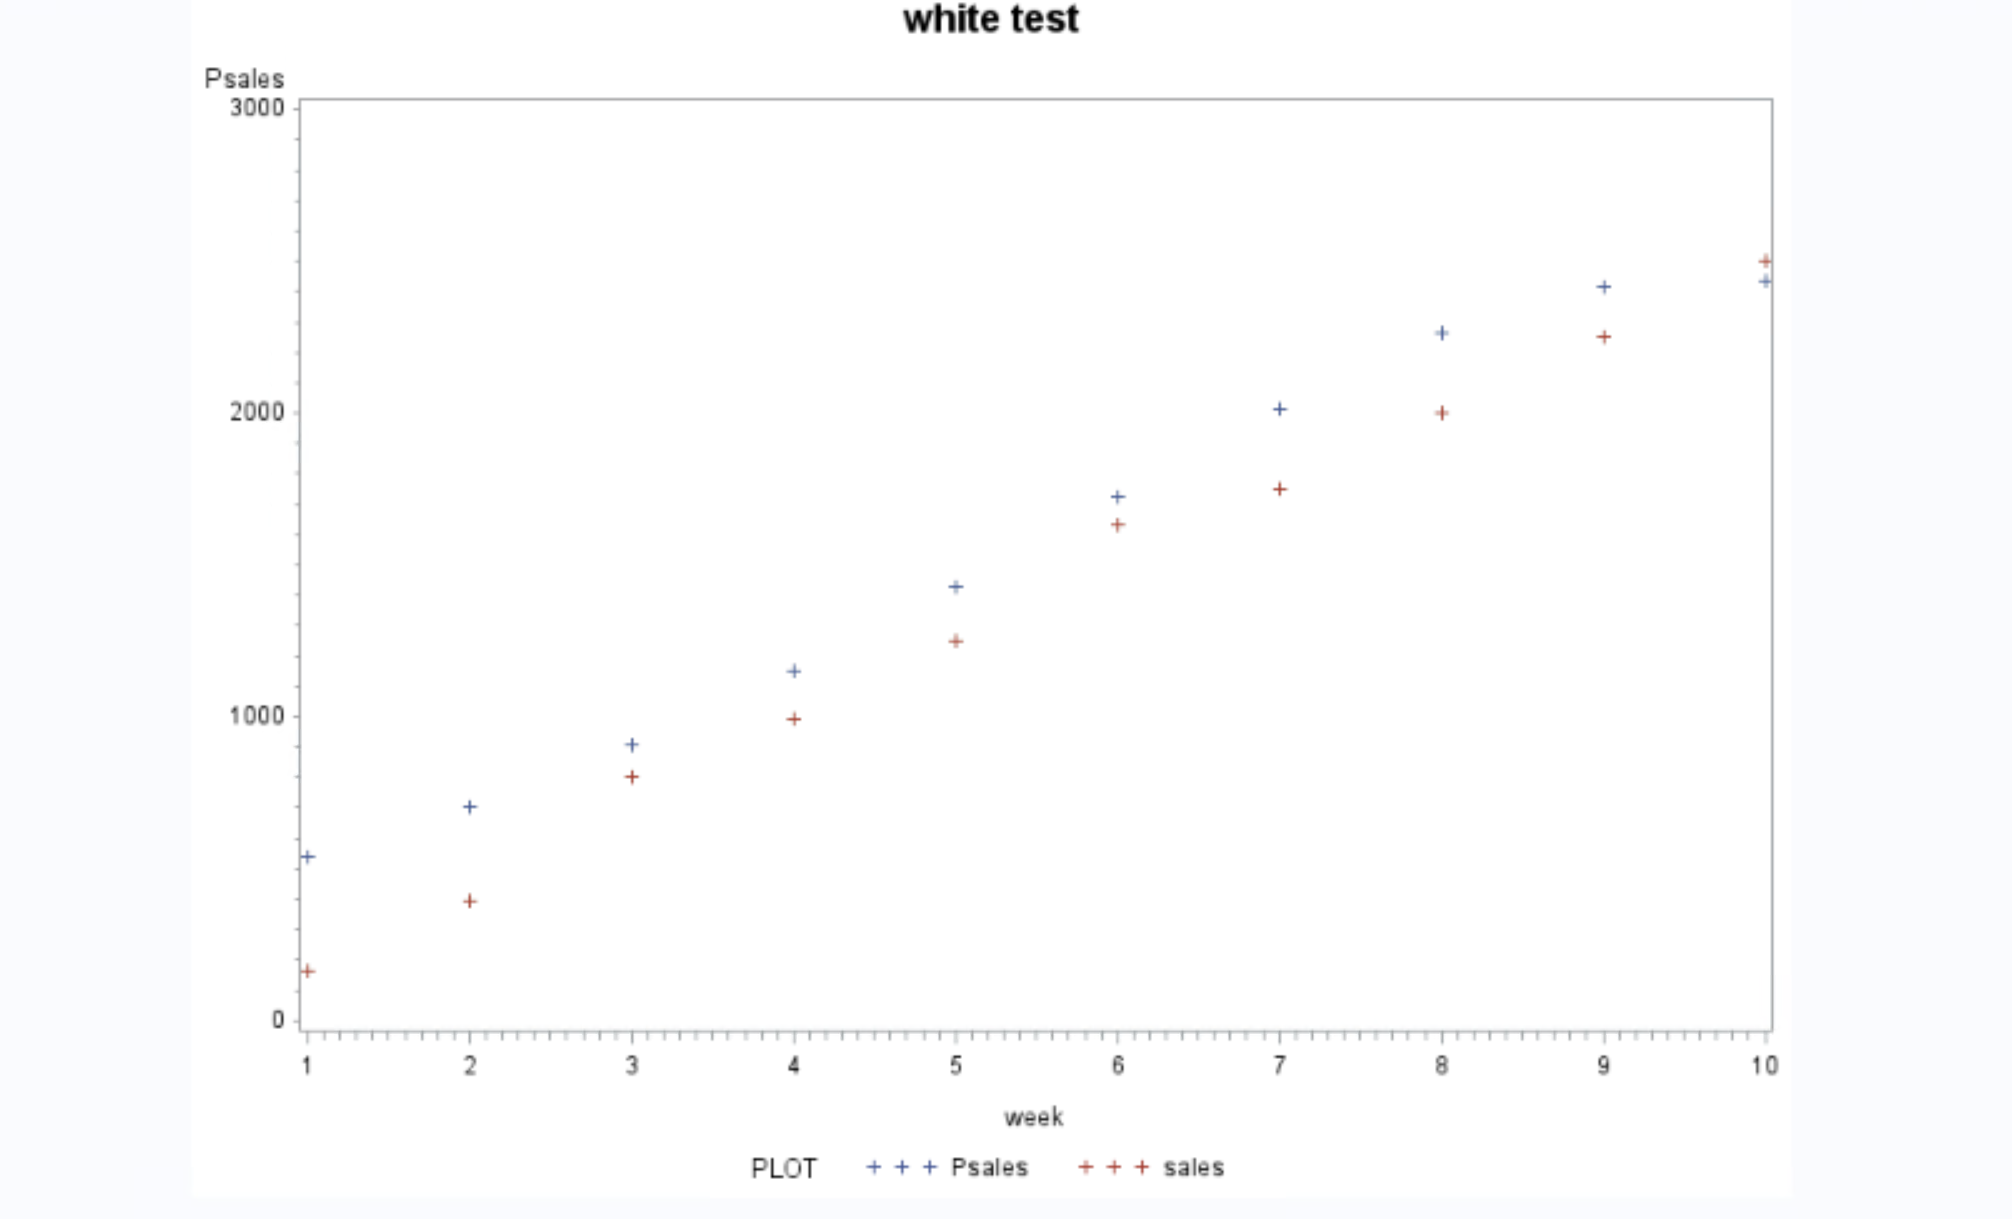 white test
Psales
3000
2000
1000
0
1 2 3 4 5 6 7 8 9 10
week
PLOT + + + Psales + + + sales